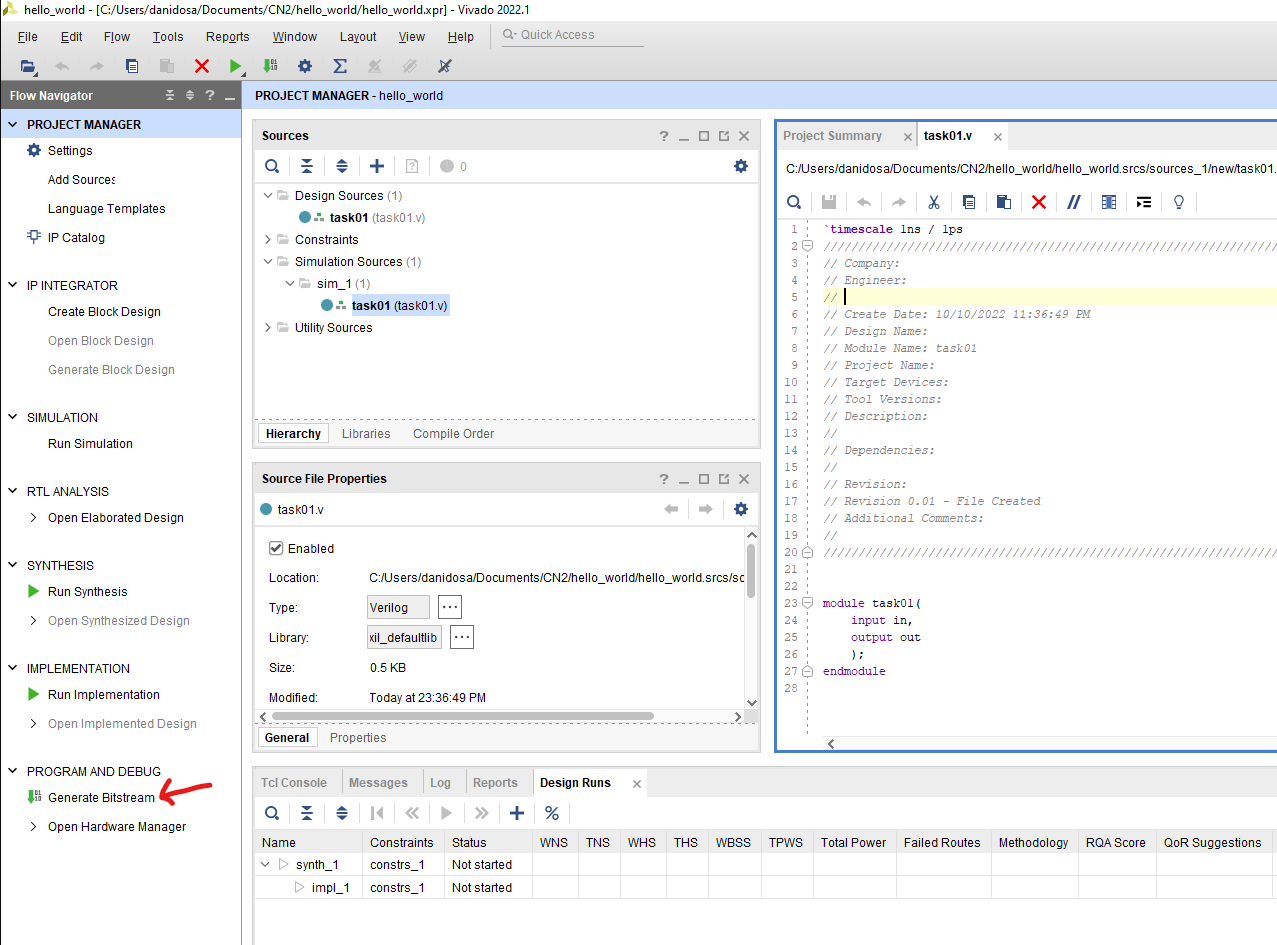 hello_world - [C:/Users/danidosa/Documents/CN2/hello_world/hello_world.xpr] - Vivado 2022.1
File Edit Flow Tools Reports Window Layout View Help Quick Access
Flow Navigator
PROJECT MANAGER
Settings
Add Sources
Language Templates
IP Catalog
IP INTEGRATOR
Create Block Design
Open Block Design
Generate Block Design
SIMULATION
Run Simulation
RTL ANALYSIS
Open Elaborated Design
SYNTHESIS
Run Synthesis
Open Synthesized Design
IMPLEMENTATION
Run Implementation
Open Implemented Design
PROGRAM AND DEBUG
Generate Bitstream
Open Hardware Manager
PROJECT MANAGER - hello_world
Sources
0
Design Sources (1)
task01 (task01.v)
Constraints
Simulation Sources (1)
sim_1 (1)
task01 (task01.v)
Utility Sources
Hierarchy Libraries Compile Order
Source File Properties
task01.v
Enabled
Location: C:/Users/danidosa/Documents/CN2/hello_world/hello_world.srcs/sc
Type: Verilog
Library: xil_defaultlib
Size: 0.5 KB
Modified: Today at 23:36:49 PM
General Properties
Project Summary task01.v
C:/Users/danidosa/Documents/CN2/hello_world/hello_world.srcs/sources_1/new/task01.
1 `timescale 1ns / 1ps
2 //////////////////////////////////////////////////////////////////////////////////
3 // Company:
4 // Engineer:
5 //
6 // Create Date: 10/10/2022 11:36:49 PM
7 // Design Name:
8 // Module Name: task01
9 // Project Name:
10 // Target Devices:
11 // Tool Versions:
12 // Description:
13 //
14 // Dependencies:
15 //
16 // Revision:
17 // Revision 0.01 - File Created
18 // Additional Comments:
19 //
20 //////////////////////////////////////////////////////////////////////////////////
21
22
23 module task01(
24 input in,
25 output out
26 );
27 endmodule
28
Tcl Console Messages Log Reports Design Runs
Name Constraints Status WNS TNS WHS THS WBSS TPWS Total Power Failed Routes Methodology RQA Score QoR Suggestions
synth_1 constrs_1 Not started
impl_1 constrs_1 Not started